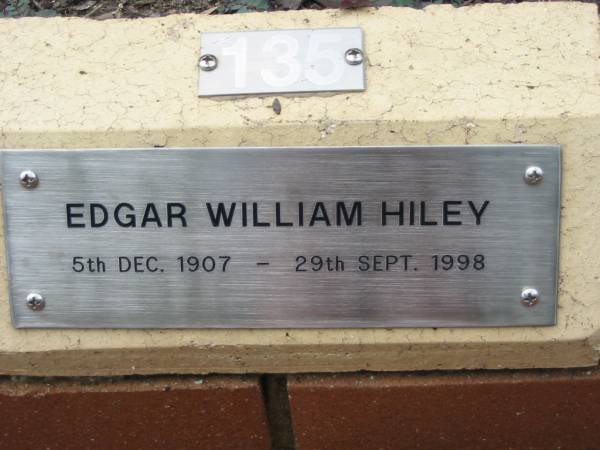 135
EDGAR WILLIAM HILEY
5th DEC. 1907 - 29th SEPT. 1998